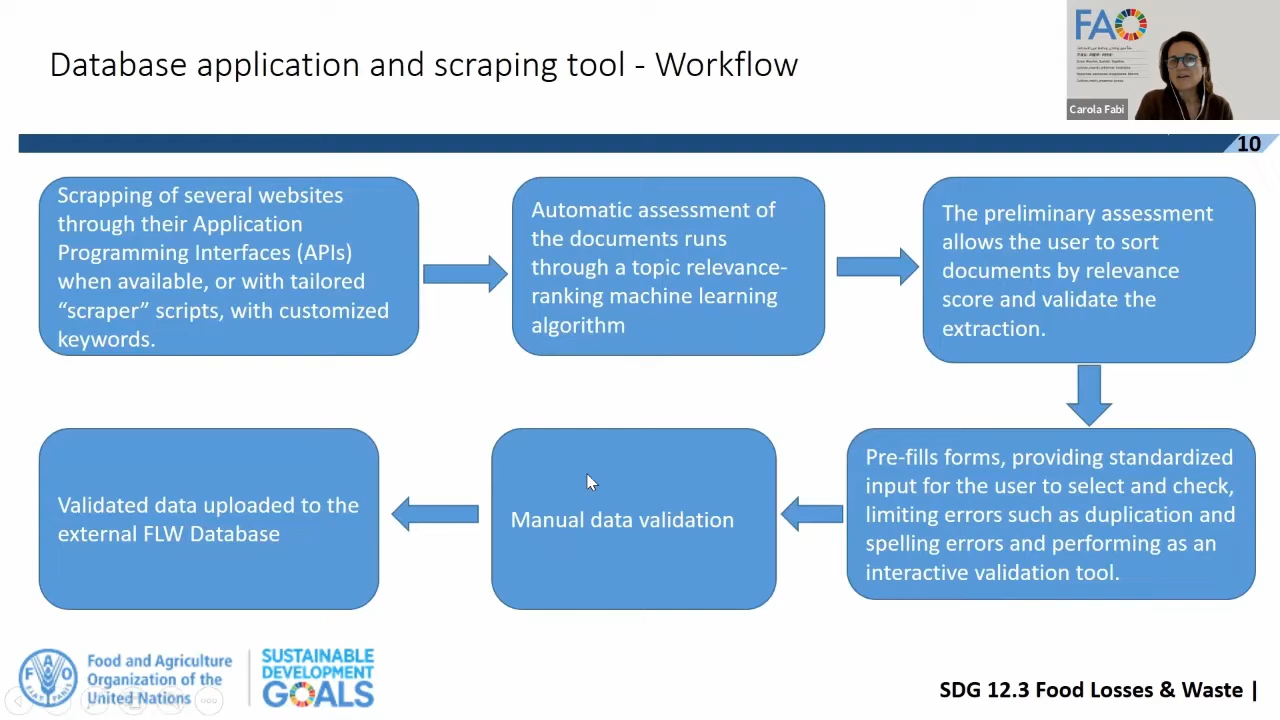 Database application and scraping tool - Workflow
FAO
Carola Fabi
10
Scrapping of several websites
through their Application
Programming Interfaces (APIs)
when available, or with tailored
“scraper” scripts, with customized
keywords.
Automatic assessment of
the documents runs
through a topic relevance-
ranking machine learning
algorithm
The preliminary assessment
allows the user to sort
documents by relevance
score and validate the
extraction.
Pre-fills forms, providing standardized
input for the user to select and check,
limiting errors such as duplication and
spelling errors and performing as an
interactive validation tool.
Manual data validation
Validated data uploaded to the
external FLW Database
Food and Agriculture
Organization of the
United Nations
SUSTAINABLE
DEVELOPMENT
GOALS
SDG 12.3 Food Losses & Waste |